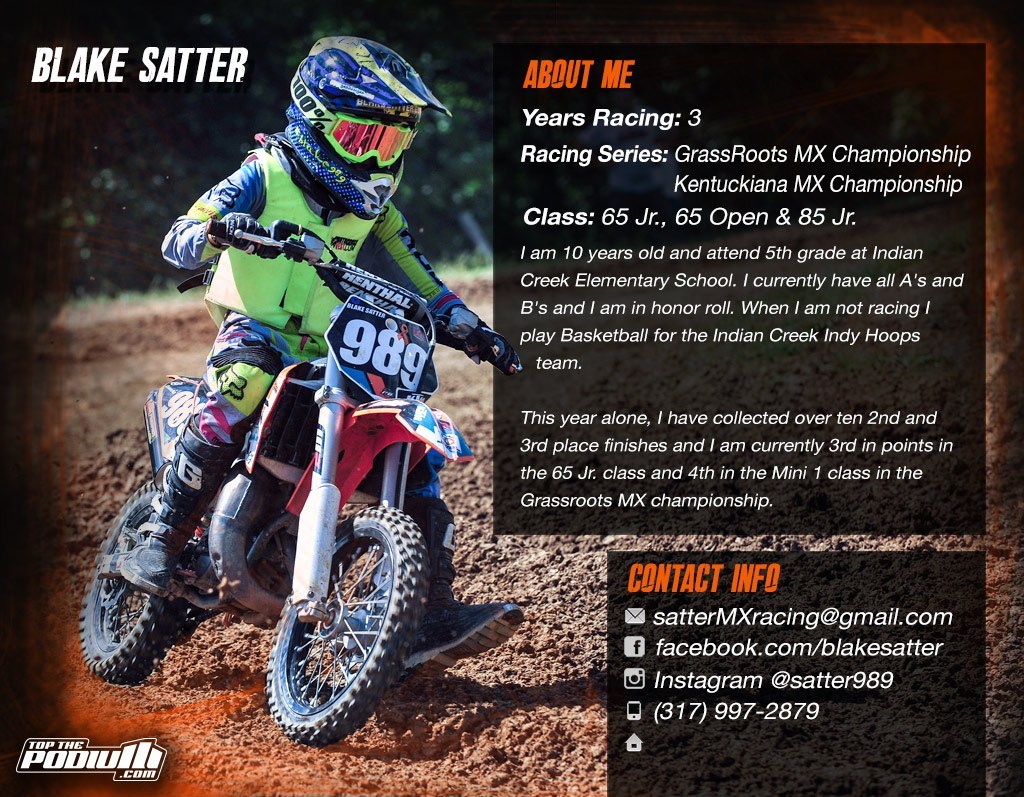 BLAKE SATTER
ABOUT ME
Years Racing: 3
Racing Series: GrassRoots MX Championship
Kentuckiana MX Championship
Class: 65 Jr., 65 Open & 85 Jr.
I am 10 years old and attend 5th grade at Indian
Creek Elementary School. I currently have all A's and
B's and I am in honor roll. When I am not racing I
play Basketball for the Indian Creek Indy Hoops
team.
This year alone, I have collected over ten 2nd and
3rd place finishes and I am currently 3rd in points in
the 65 Jr. class and 4th in the Mini 1 class in the
Grassroots MX championship.
CONTACT INFO
satterMXracing@gmail.com
facebook.com/blakesatter
Instagram @satter989
(317) 997-2879
100%
BLAKE SATTER
RENTHAL
BLAKE SATTER
989
989
TOP THE
PODIUM
.COM